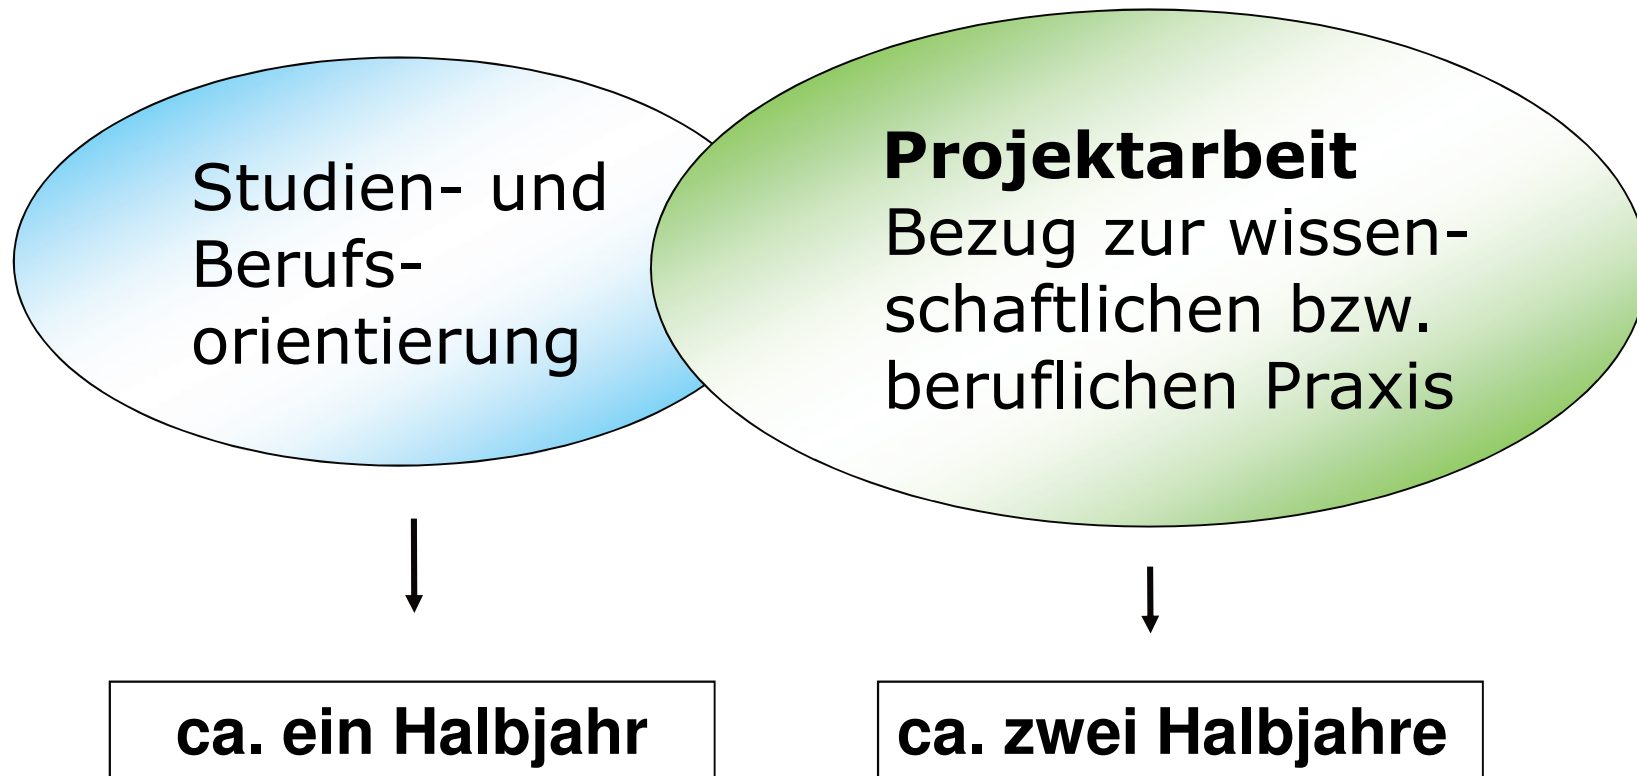 Studien- und
Berufs-
orientierung
Projektarbeit
Bezug zur wissen-
schaftlichen bzw.
beruflichen Praxis
ca. ein Halbjahr
ca. zwei Halbjahre